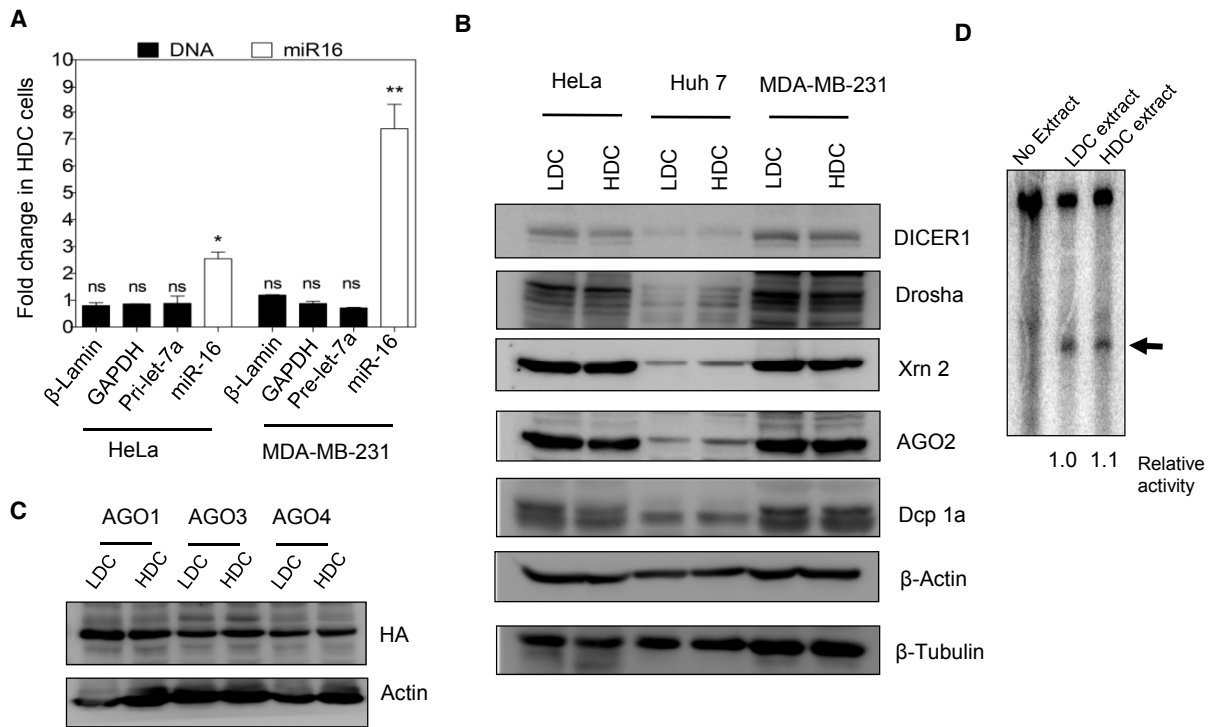 A
DNA
miR16
Fold change in HDC cells
10
9
8
7
6
5
4
3
2
1
0
ns
ns
ns
*
ns
ns
ns
**
β-Lamin
GAPDH
Pri-let-7a
miR-16
β-Lamin
GAPDH
Pre-let-7a
miR-16
HeLa
MDA-MB-231
B
HeLa
Huh 7
MDA-MB-231
LDC
HDC
LDC
HDC
LDC
HDC
DICER1
Drosha
Xrn 2
AGO2
Dcp 1a
β-Actin
β-Tubulin
C
AGO1
AGO3
AGO4
LDC
HDC
LDC
HDC
LDC
HDC
HA
Actin
D
No Extract
LDC extract
HDC extract
1.0
1.1
Relative
activity